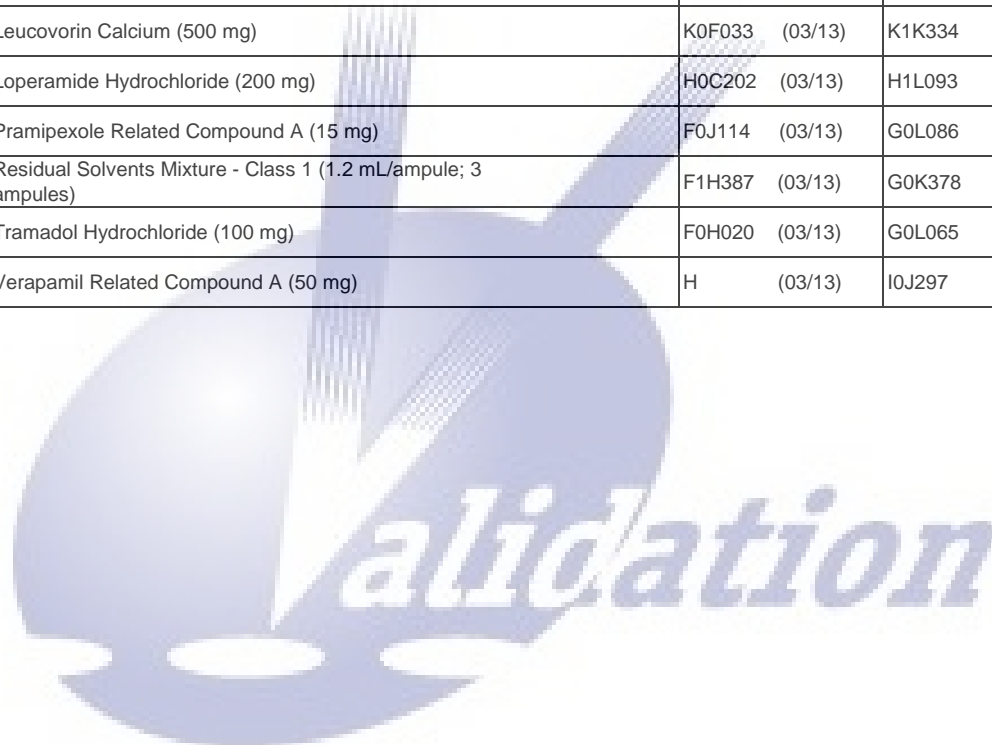 Leucovorin Calcium (500 mg) K0F033 (03/13) K1K334
Loperamide Hydrochloride (200 mg) H0C202 (03/13) H1L093
Pramipexole Related Compound A (15 mg) F0J114 (03/13) G0L086
Residual Solvents Mixture - Class 1 (1.2 mL/ampule; 3
ampules) F1H387 (03/13) G0K378
Tramadol Hydrochloride (100 mg) F0H020 (03/13) G0L065
Verapamil Related Compound A (50 mg) H (03/13) I0J297
Validation